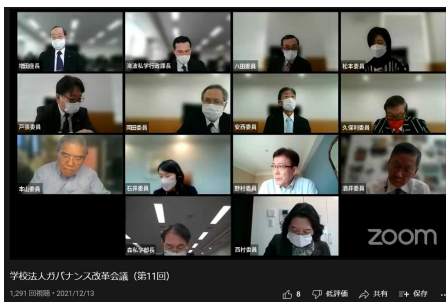 増田座長
滝波私学行政課長
八田委員
松本委員
戸張委員
岡田委員
安西委員
久保利委員
本山委員
石井委員
野村委員
酒井委員
森私学部長
西村委員
zoom
学校法人ガバナンス改革会議（第11回）
1,291 回視聴・2021/12/13
8
低評価
共有
保存